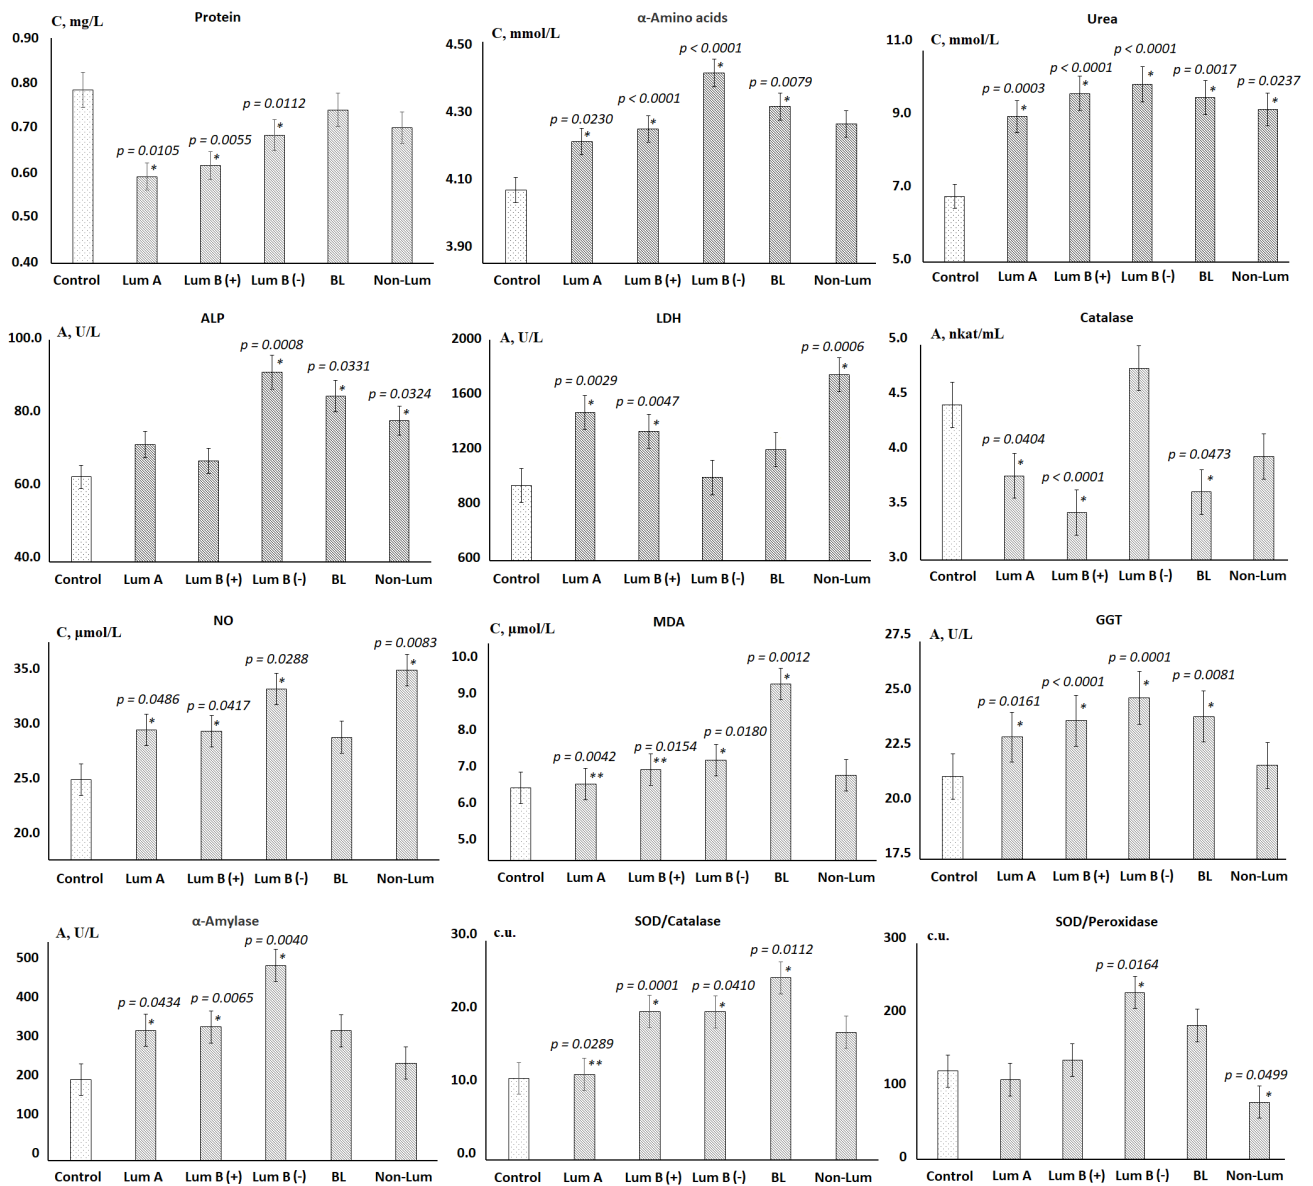 Protein
C, mg/L
0.90
0.80
0.70
0.60
0.50
0.40
p = 0.0105
*
p = 0.0055
*
p = 0.0112
*
Control Lum A Lum B (+) Lum B (-) BL Non-Lum
α-Amino acids
C, mmol/L
4.50
4.30
4.10
3.90
p = 0.0230
*
p < 0.0001
*
p < 0.0001
*
p = 0.0079
*
Control Lum A Lum B (+) Lum B (-) BL Non-Lum
Urea
C, mmol/L
11.0
9.0
7.0
5.0
p = 0.0003
*
p < 0.0001
*
p < 0.0001
*
p = 0.0017
*
p = 0.0237
*
Control Lum A Lum B (+) Lum B (-) BL Non-Lum
ALP
A, U/L
100.0
80.0
60.0
40.0
p = 0.0008
*
p = 0.0331
*
p = 0.0324
*
Control Lum A Lum B (+) Lum B (-) BL Non-Lum
LDH
A, U/L
2000
1600
1200
800
600
p = 0.0029
*
p = 0.0047
*
p = 0.0006
*
Control Lum A Lum B (+) Lum B (-) BL Non-Lum
Catalase
A, nkat/mL
5.0
4.5
4.0
3.5
3.0
p = 0.0404
*
p < 0.0001
*
p = 0.0473
*
Control Lum A Lum B (+) Lum B (-) BL Non-Lum
NO
C, µmol/L
35.0
30.0
25.0
20.0
p = 0.0486
*
p = 0.0417
*
p = 0.0288
*
p = 0.0083
*
Control Lum A Lum B (+) Lum B (-) BL Non-Lum
MDA
C, µmol/L
10.0
9.0
8.0
7.0
6.0
5.0
p = 0.0042
**
p = 0.0154
**
p = 0.0180
*
p = 0.0012
*
Control Lum A Lum B (+) Lum B (-) BL Non-Lum
GGT
A, U/L
27.5
25.0
22.5
20.0
17.5
p = 0.0161
*
p < 0.0001
*
p = 0.0001
*
p = 0.0081
*
Control Lum A Lum B (+) Lum B (-) BL Non-Lum
α-Amylase
A, U/L
500
400
300
200
100
0
p = 0.0434
*
p = 0.0065
*
p = 0.0040
*
Control Lum A Lum B (+) Lum B (-) BL Non-Lum
SOD/Catalase
c.u.
30.0
20.0
10.0
0.0
p = 0.0289
**
p = 0.0001
*
p = 0.0410
*
p = 0.0112
*
Control Lum A Lum B (+) Lum B (-) BL Non-Lum
SOD/Peroxidase
c.u.
300
200
100
0
p = 0.0164
*
p = 0.0499
*
Control Lum A Lum B (+) Lum B (-) BL Non-Lum